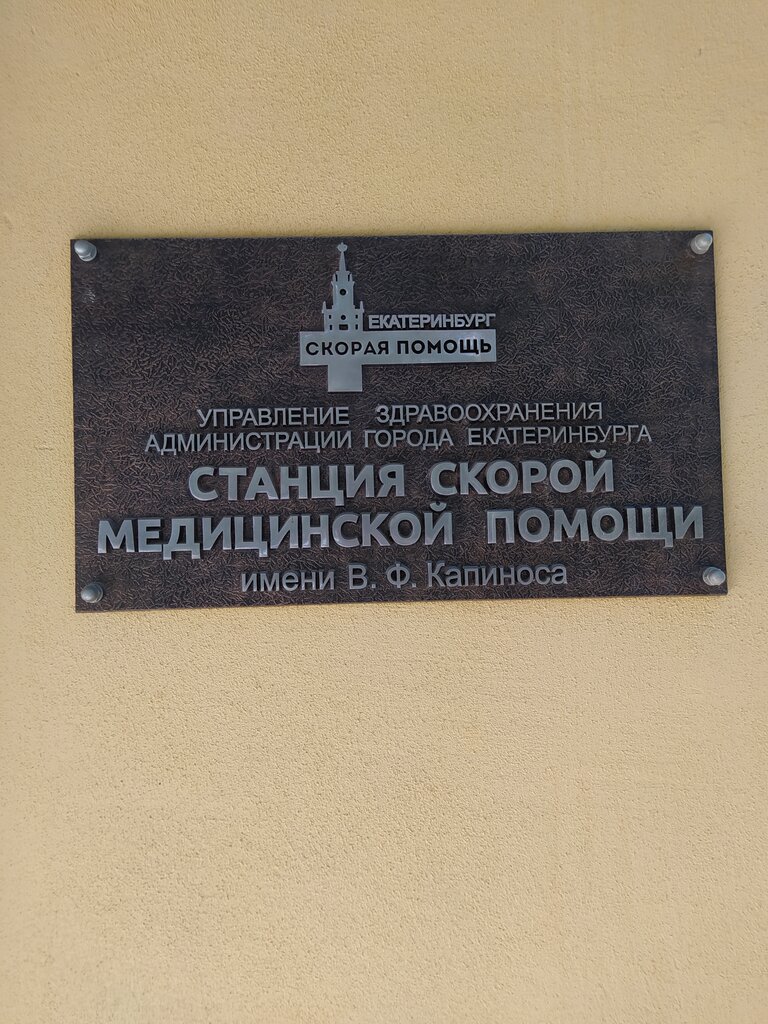 ЕКАТЕРИНБУРГ
СКОРАЯ ПОМОЩЬ
УПРАВЛЕНИЕ ЗДРАВООХРАНЕНИЯ
АДМИНИСТРАЦИИ ГОРОДА ЕКАТЕРИНБУРГА
СТАНЦИЯ СКОРОЙ
МЕДИЦИНСКОЙ ПОМОЩИ
имени В. Ф. Капиноса